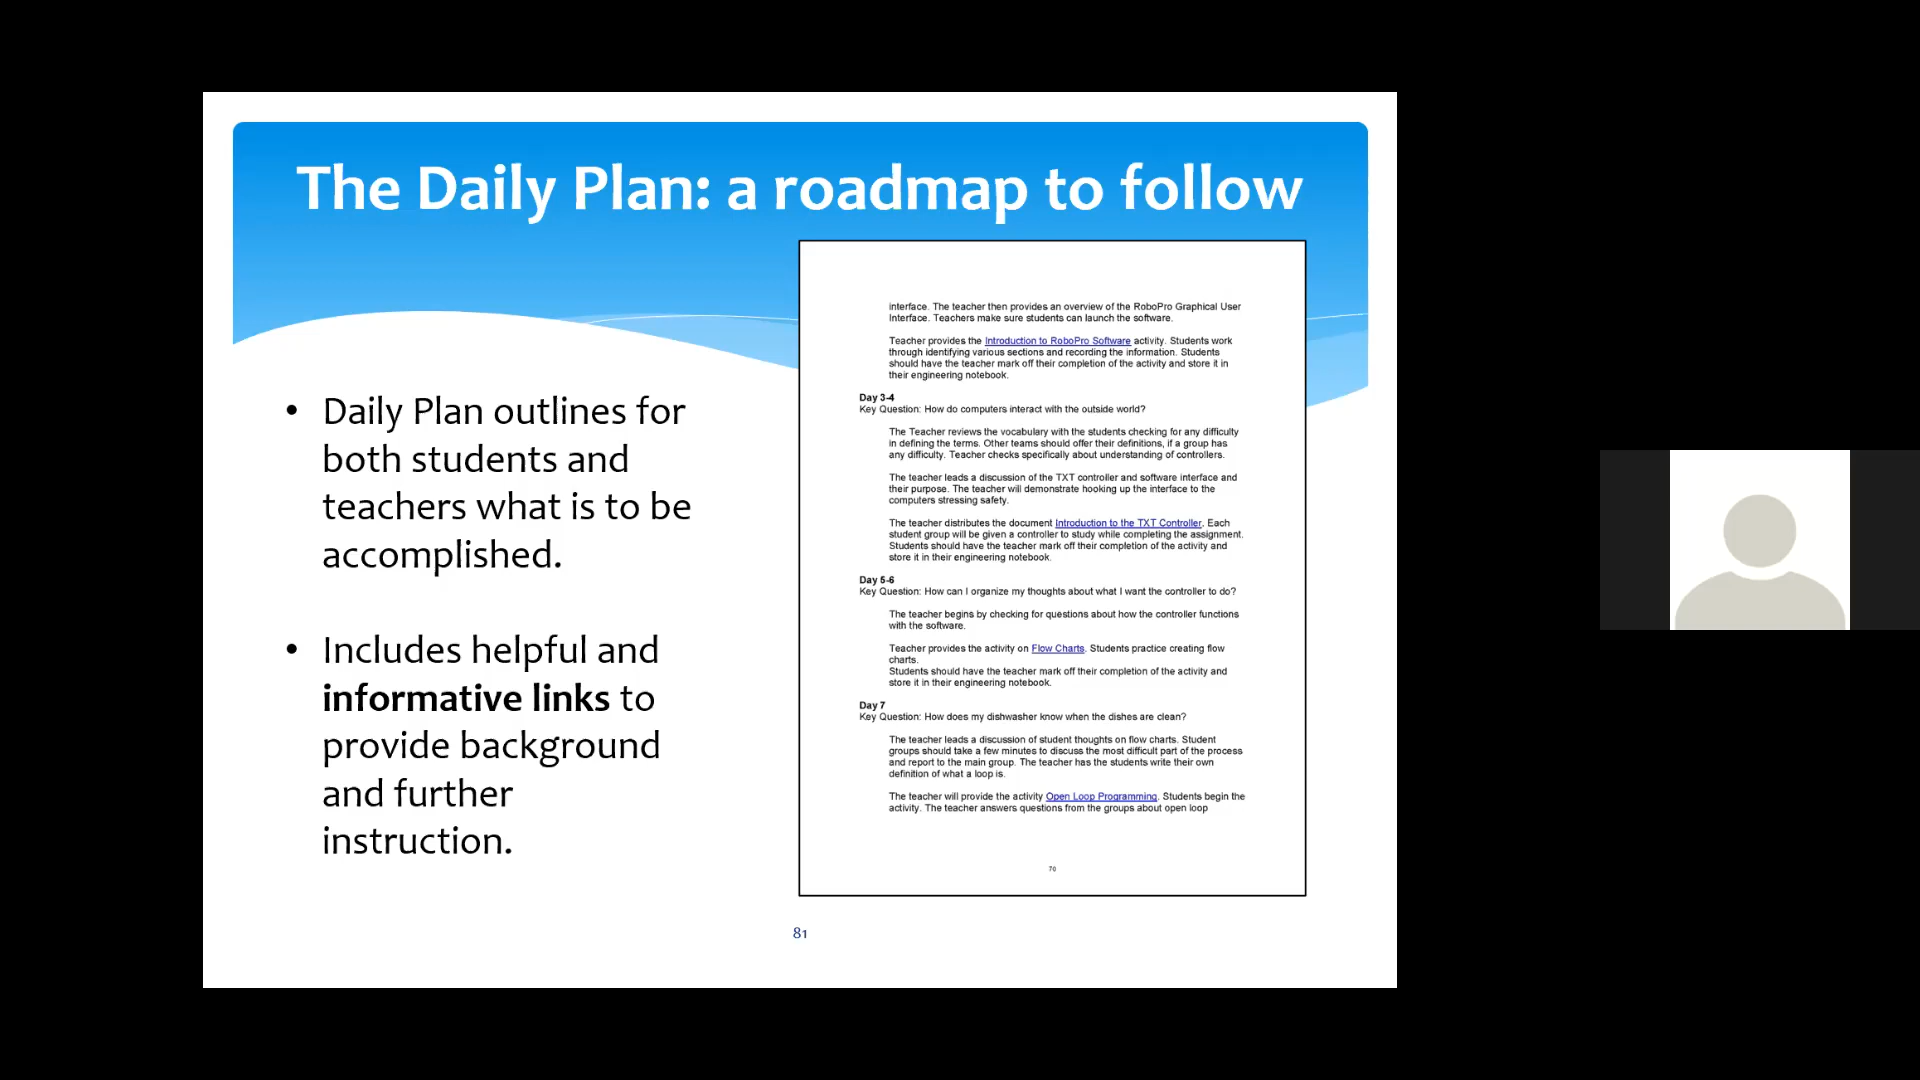 The Daily Plan: a roadmap to follow
• Daily Plan outlines for
both students and
teachers what is to be
accomplished.
• Includes helpful and
informative links to
provide background
and further
instruction.
interface. The teacher then provides an overview of the RoboPro Graphical User
Interface. Teachers make sure students can launch the software.
Teacher provides the Introduction to RoboPro Software activity. Students work
through identifying various sections and recording the information. Students
should have the teacher mark off their completion of the activity and store it in
their engineering notebook.
Day 3-4
Key Question: How do computers interact with the outside world?
The Teacher reviews the vocabulary with the students checking for any difficulty
in defining the terms. Other teams should offer their definitions, if a group has
any difficulty. Teacher checks specifically about understanding of controllers.
The teacher leads a discussion of the TXT controller and software interface and
their purpose. The teacher will demonstrate hooking up the interface to the
computers stressing safety.
The teacher distributes the document Introduction to the TXT Controller. Each
student group will be given a controller to study while completing the assignment.
Students should have the teacher mark off their completion of the activity and
store it in their engineering notebook.
Day 5-6
Key Question: How can I organize my thoughts about what I want the controller to do?
The teacher begins by checking for questions about how the controller functions
with the software.
Teacher provides the activity on Flow Charts. Students practice creating flow
charts.
Students should have the teacher mark off their completion of the activity and
store it in their engineering notebook.
Day 7
Key Question: How does my dishwasher know when the dishes are clean?
The teacher leads a discussion of student thoughts on flow charts. Student
groups should take a few minutes to discuss the most difficult part of the process
and report to the main group. The teacher has the students write their own
definition of what a loop is.
The teacher will provide the activity Open Loop Programming. Students begin the
activity. The teacher answers questions from the groups about open loop
70
81